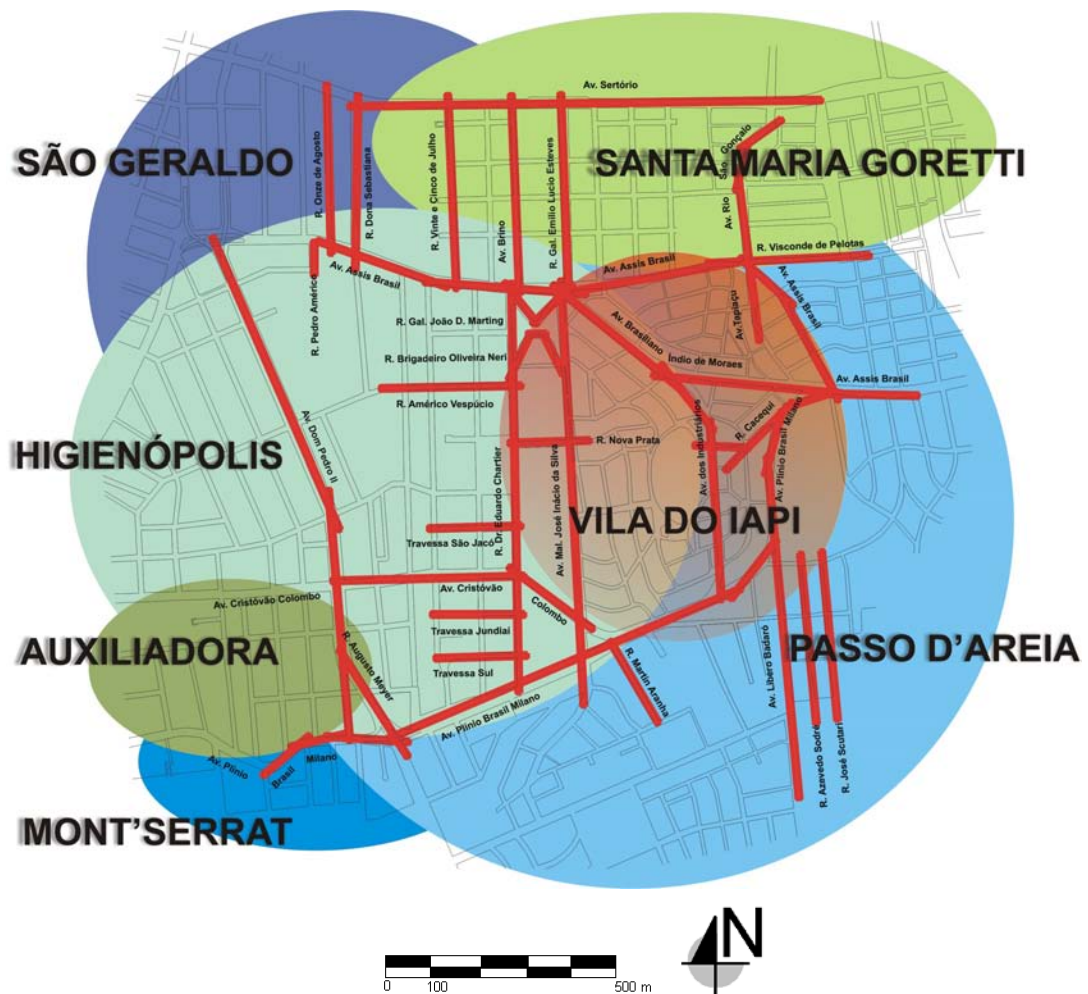 Av. Sertório
SÃO GERALDO
SANTA MARIA GORETTI
R. Onze de Agosto
R. Dona Sebastiana
R. Vinte e Cinco de Julho
Av. Brino
R. Gal. Emilio Lucio Esteves
Av. Rio São Gonçalo
R. Visconde de Pelotas
R. Pedro Américo
Av. Assis Brasil
Av. Assis Brasil
Av. Assis Brasil
R. Gal. João D. Marting
Av. Brasiliano
Índio de Moraes
Av.Tapiaçu
R. Brigadeiro Oliveira Neri
Av. Assis Brasil
R. Américo Vespúcio
Av. Dom Pedro II
HIGIENÓPOLIS
R. Nova Prata
R. Dr. Eduardo Chartier
Av. Mal. José Inácio da Silva
Av. dos Industriários
R. Cacequi
Av. Plínio Brasil Milano
VILA DO IAPI
Travessa São Jacó
Av. Cristóvão Colombo
Av. Cristóvão
Colombo
Travessa Jundiaí
AUXILIADORA
R. Augusto Meyer
Travessa Sul
R. Martin Aranha
PASSO D’AREIA
Av. Libero Badaró
R. Azevedo Sodré
R. José Scutari
Av. Plínio Brasil Milano
Av. Plínio
Brasil
Milano
MONT’SERRAT
N
0 100 500 m